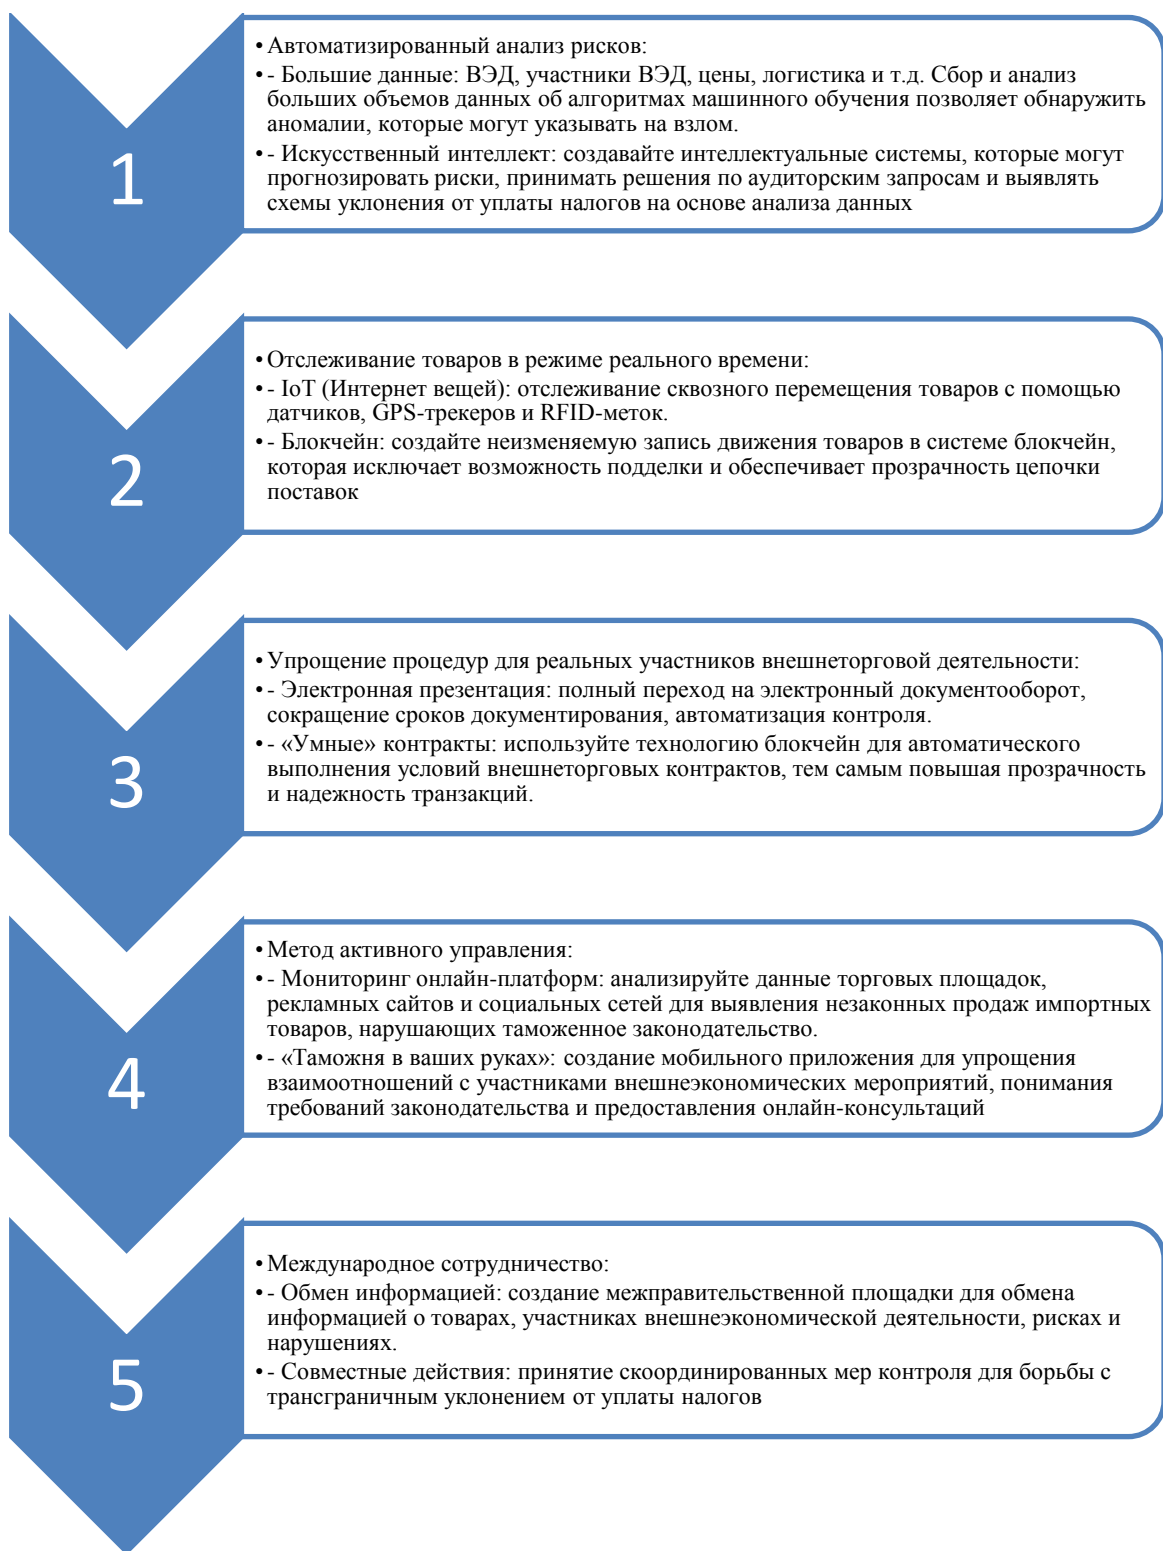 1
• Автоматизированный анализ рисков:
• - Большие данные: ВЭД, участники ВЭД, цены, логистика и т.д. Сбор и анализ
больших объемов данных об алгоритмах машинного обучения позволяет обнаружить
аномалии, которые могут указывать на взлом.
• - Искусственный интеллект: создавайте интеллектуальные системы, которые могут
прогнозировать риски, принимать решения по аудиторским запросам и выявлять
схемы уклонения от уплаты налогов на основе анализа данных
2
• Отслеживание товаров в режиме реального времени:
• - IoT (Интернет вещей): отслеживание сквозного перемещения товаров с помощью
датчиков, GPS-трекеров и RFID-меток.
• - Блокчейн: создайте неизменяемую запись движения товаров в системе блокчейн,
которая исключает возможность подделки и обеспечивает прозрачность цепочки
поставок
3
• Упрощение процедур для реальных участников внешнеторговой деятельности:
• - Электронная презентация: полный переход на электронный документооборот,
сокращение сроков документирования, автоматизация контроля.
• - «Умные» контракты: используйте технологию блокчейн для автоматического
выполнения условий внешнеторговых контрактов, тем самым повышая прозрачность
и надежность транзакций.
4
• Метод активного управления:
• - Мониторинг онлайн-платформ: анализируйте данные торговых площадок,
рекламных сайтов и социальных сетей для выявления незаконных продаж импортных
товаров, нарушающих таможенное законодательство.
• - «Таможня в ваших руках»: создание мобильного приложения для упрощения
взаимоотношений с участниками внешнеэкономических мероприятий, понимания
требований законодательства и предоставления онлайн-консультаций
5
• Международное сотрудничество:
• - Обмен информацией: создание межправительственной площадки для обмена
информацией о товарах, участниках внешнеэкономической деятельности, рисках и
нарушениях.
• - Совместные действия: принятие скоординированных мер контроля для борьбы с
трансграничным уклонением от уплаты налогов